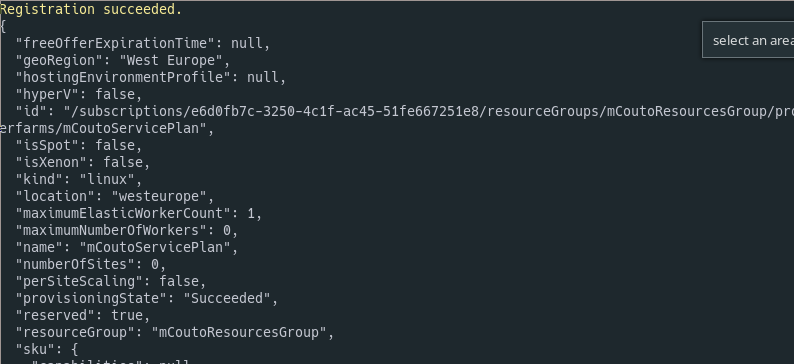 Registration succeeded.
{
  "freeOfferExpirationTime": null,
  "geoRegion": "West Europe",
  "hostingEnvironmentProfile": null,
  "hyperV": false,
  "id": "/subscriptions/e6d0fb7c-3250-4c1f-ac45-51fe667251e8/resourceGroups/mCoutoResourcesGroup/pro
erfarms/mCoutoServicePlan",
  "isSpot": false,
  "isXenon": false,
  "kind": "linux",
  "location": "westeurope",
  "maximumElasticWorkerCount": 1,
  "maximumNumberOfWorkers": 0,
  "name": "mCoutoServicePlan",
  "numberOfSites": 0,
  "perSiteScaling": false,
  "provisioningState": "Succeeded",
  "reserved": true,
  "resourceGroup": "mCoutoResourcesGroup",
  "sku": {
select an area